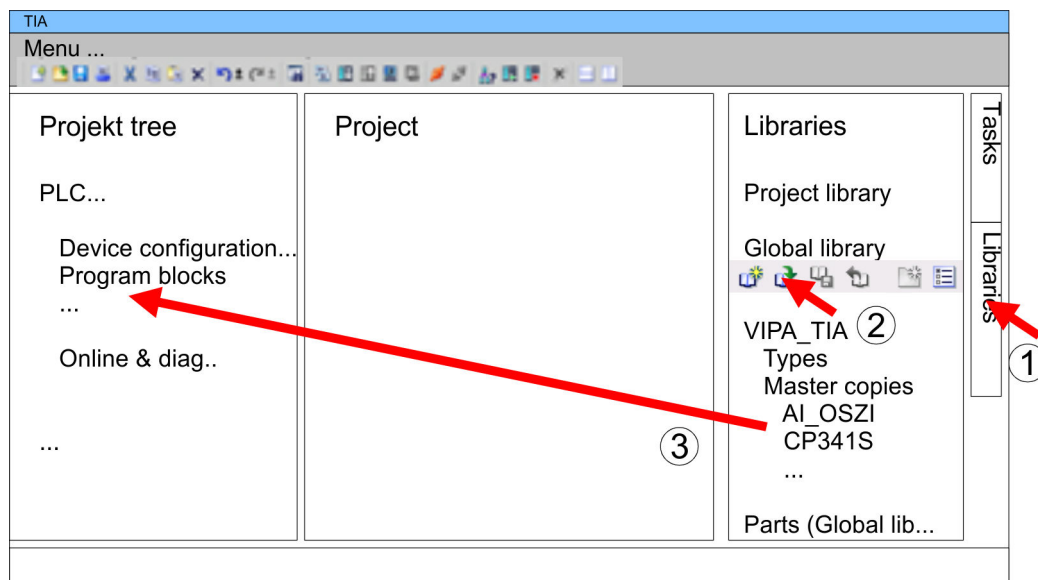 TIA
Menu ...
Projekt tree
PLC...
Device configuration...
Program blocks
...
Online & diag..
...
Project
③
Libraries
Project library
Global library
②
VIPA_TIA
Types
Master copies
AI_OSZI
CP341S
...
Parts (Global lib...
Tasks
Libraries
①